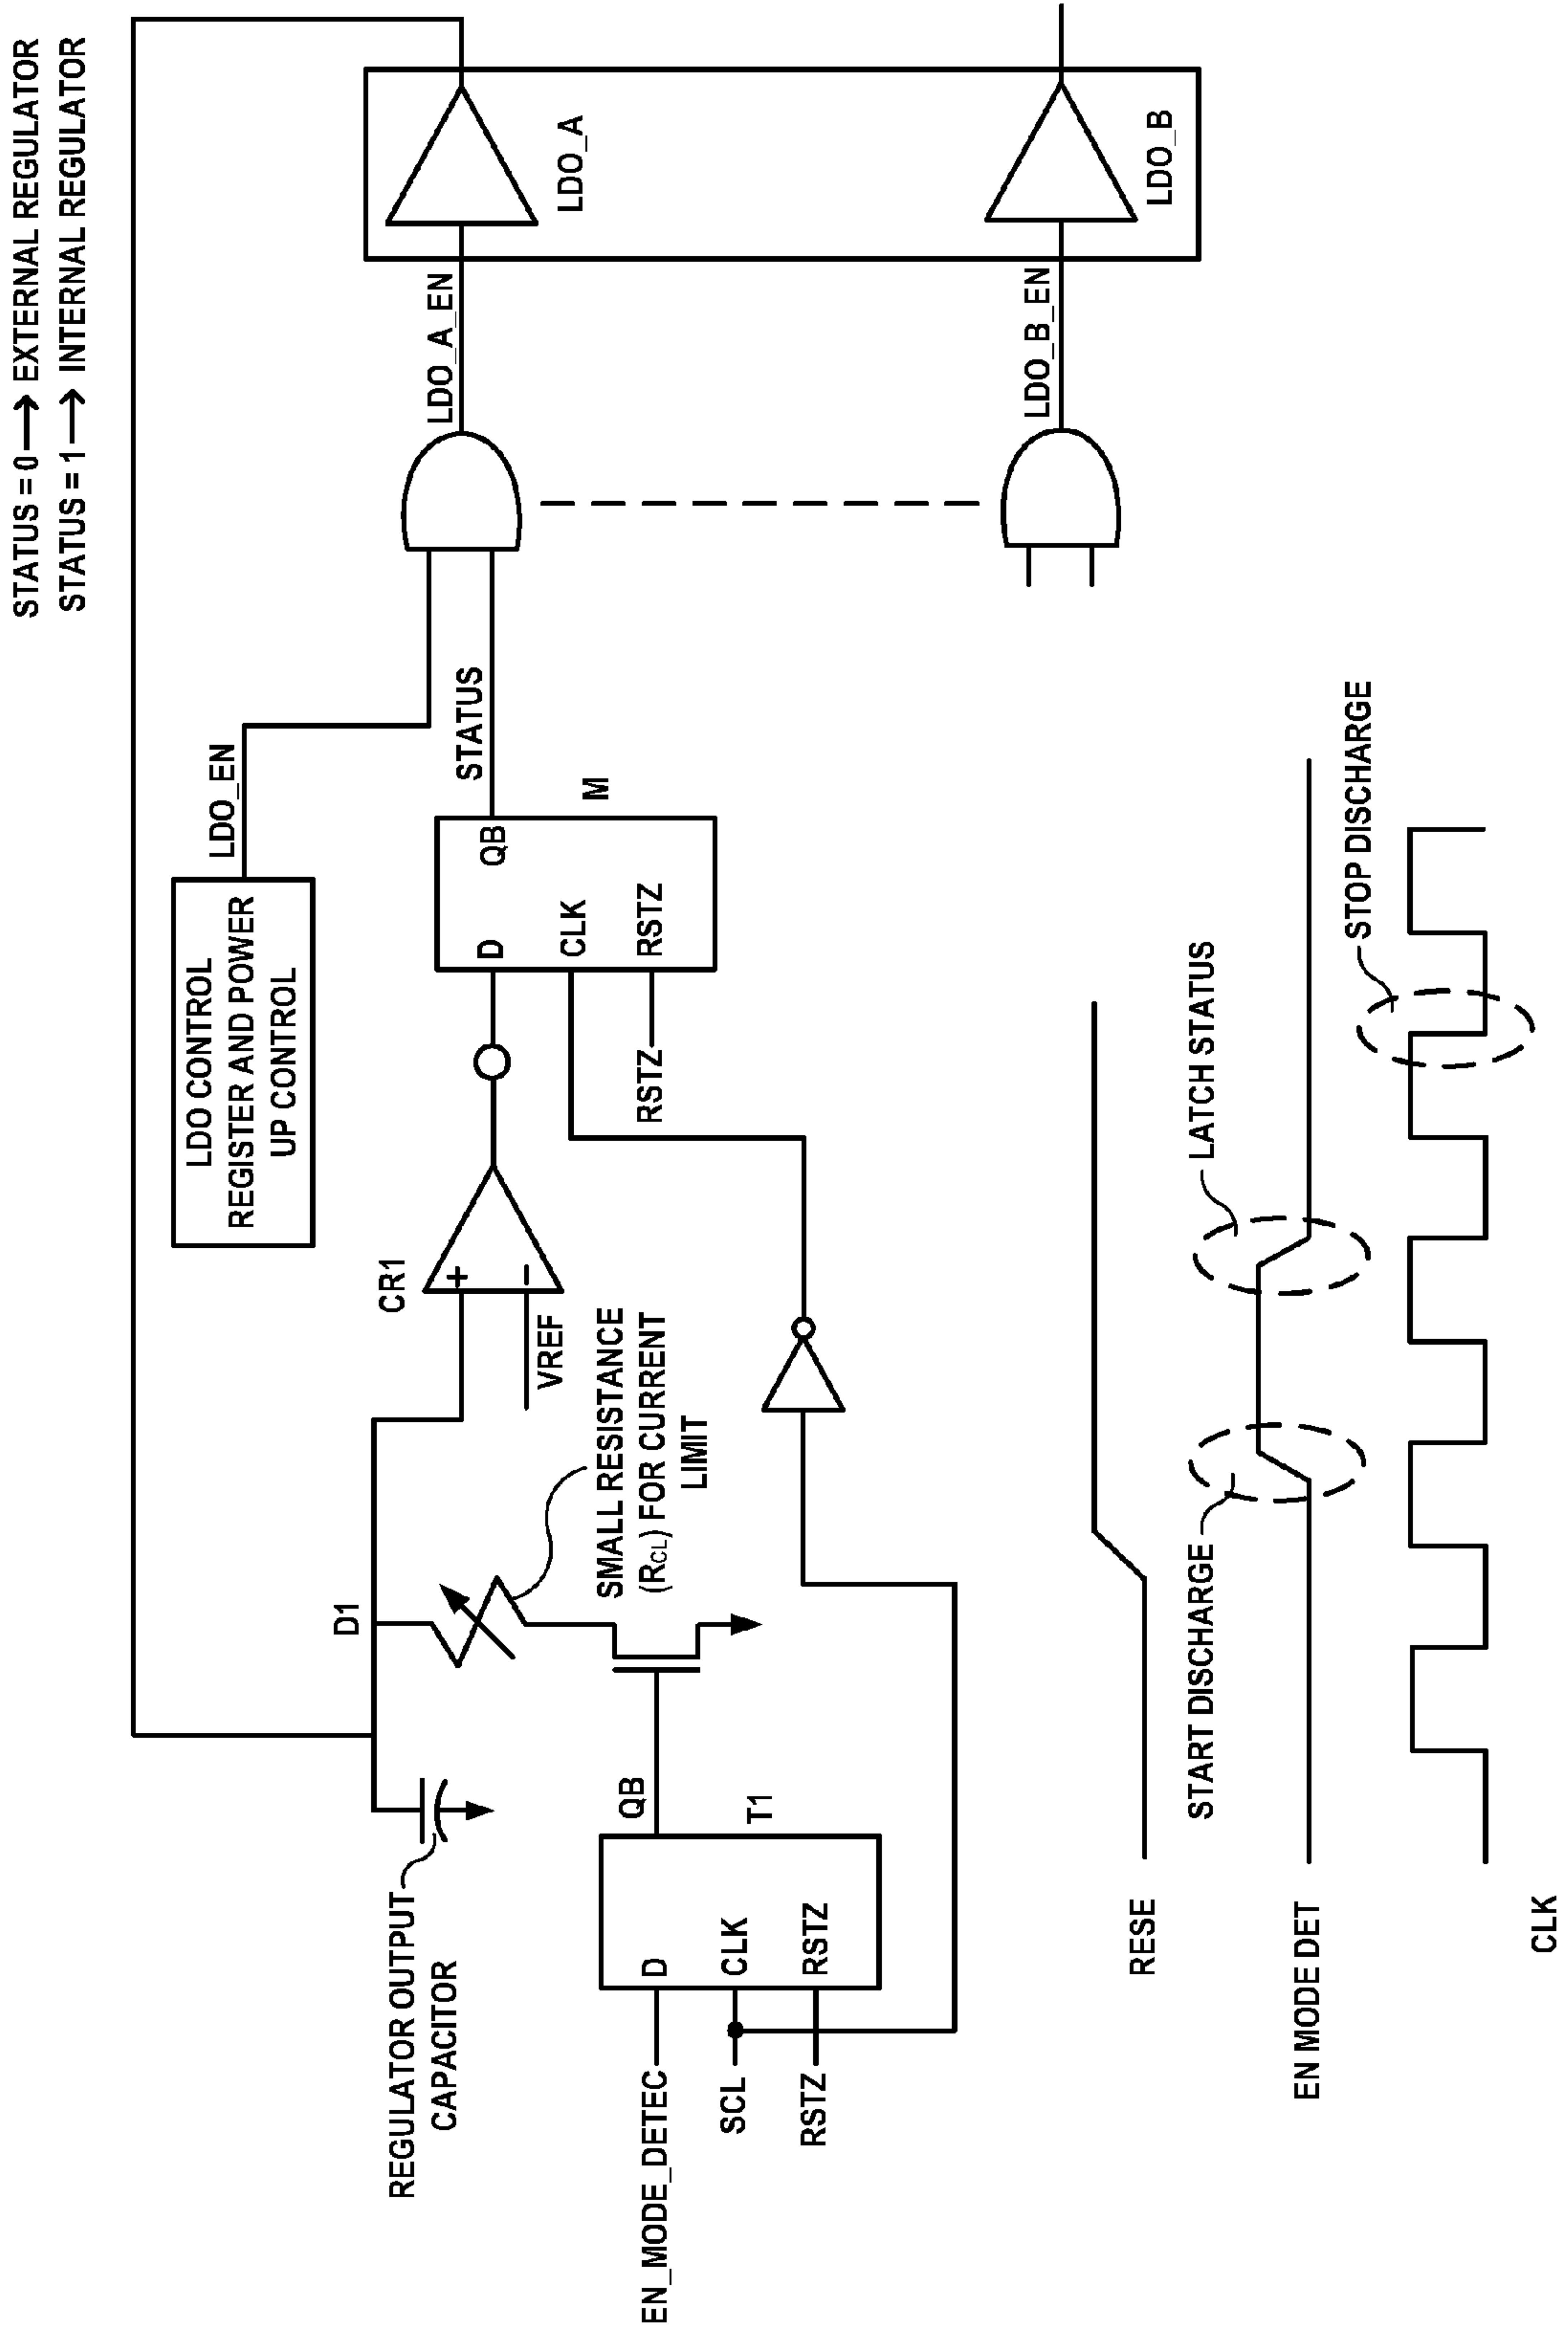 STATUS = 0 → EXTERNAL REGULATOR
STATUS = 1 → INTERNAL REGULATOR
LDO CONTROL
REGISTER AND POWER
UP CONTROL
LDO_EN
LDO_A_EN
LDO_A
STATUS
D1
CR1
+
−
VREF
D
QB
CLK
RSTZ
M
RSTZ
LDO_B_EN
LDO_B
REGULATOR OUTPUT
CAPACITOR
SMALL RESISTANCE
(RCL) FOR CURRENT
LIMIT
EN_MODE_DETEC
SCL
RSTZ
D
CLK
RSTZ
QB
T1
RESE
START DISCHARGE
LATCH STATUS
STOP DISCHARGE
EN MODE DET
CLK